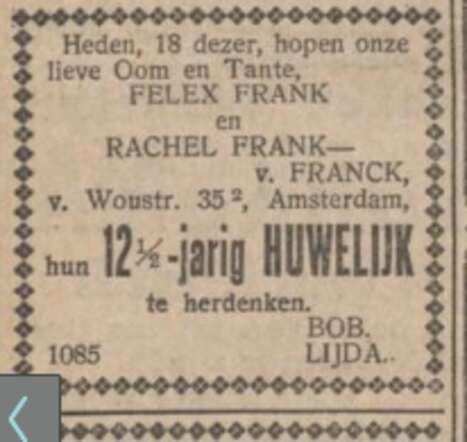 Heden, 18 dezer, hopen onze
lieve Oom en Tante,
FELEX FRANK
en
RACHEL FRANK—
v. FRANCK,
v. Woustr. 35 ², Amsterdam,
hun 12½-jarig HUWELIJK
te herdenken.
BOB.
1085 LIJDA..